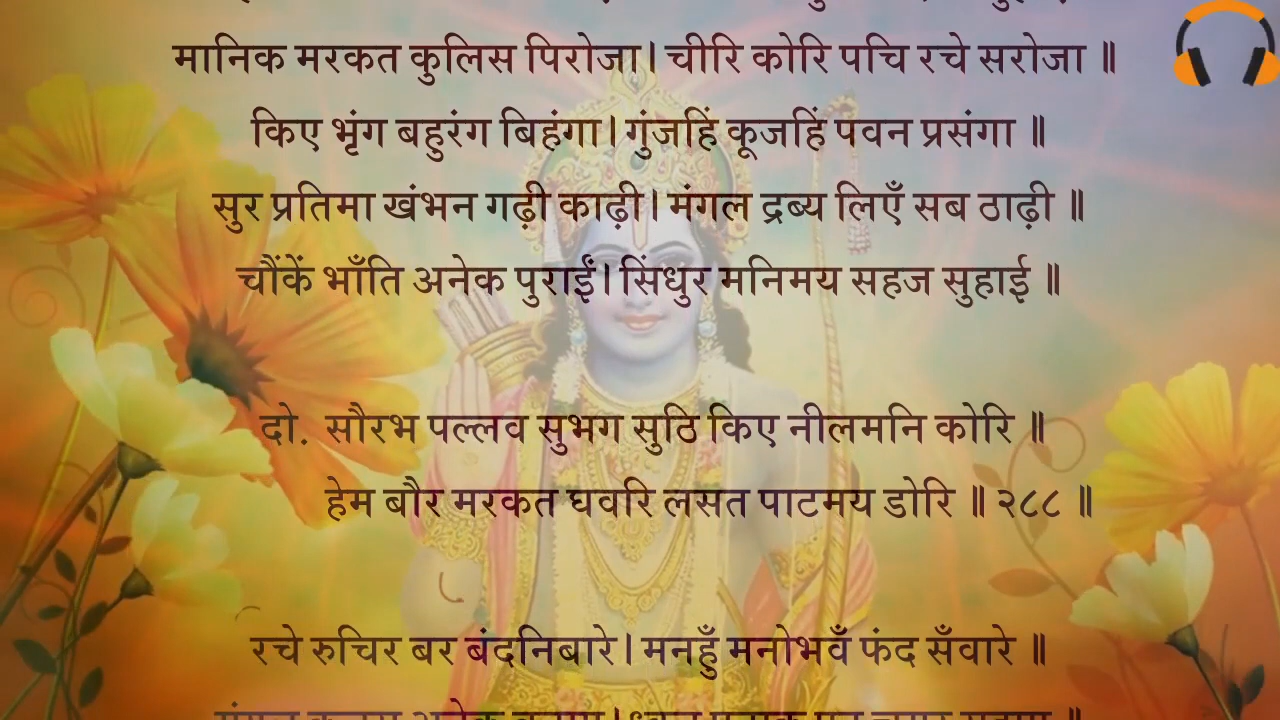 मानिक मरकत कुलिस पिरोजा। चीरि कोरि पचि रचे सरोजा ॥
किए भृंग बहुरंग बिहंगा। गुंजहिं कूजहिं पवन प्रसंगा ॥
सुर प्रतिमा खंभन गढ़ी काढ़ी। मंगल द्रब्य लिएँ सब ठाढ़ी ॥
चौंकें भाँति अनेक पुराईं। सिंधुर मनिमय सहज सुहाई ॥
दो. सौरभ पल्लव सुभग सुठि किए नीलमनि कोरि ॥
हेम बौर मरकत घवरि लसत पाटमय डोरि ॥ २८८ ॥
रचे रुचिर बर बंदनिबारे। मनहुँ मनोभवँ फंद सँवारे ॥